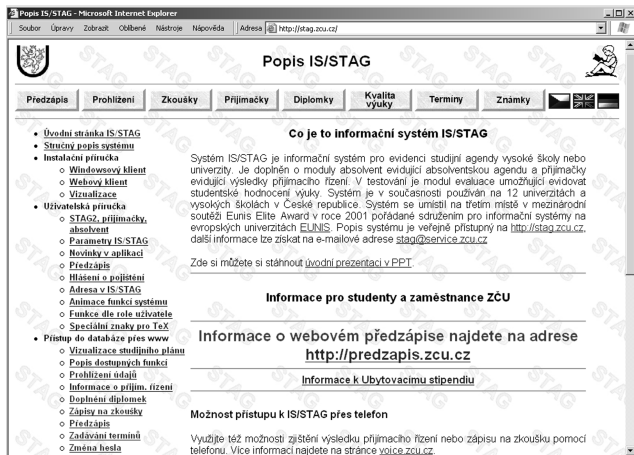 Popis IS/STAG - Microsoft Internet Explorer
Soubor Úpravy Zobrazit Oblíbené Nástroje Nápověda Adresa http://stag.zcu.cz/
Popis IS/STAG
Předzápis Prohlížení Zkoušky Přijímačky Diplomky Kvalita výuky Termíny Známky
Úvodní stránka IS/STAG
Stručný popis systému
Instalační příručka
Windowsový klient
Webový klient
Vizualizace
Uživatelská příručka
STAG2, přijímačky,
absolvent
Parametry IS/STAG
Novinky v aplikaci
Předzápis
Hlášení o pojištění
Adresa v IS/STAG
Animace funkcí systému
Funkce dle role uživatele
Speciální znaky pro TeX
Přístup do databáze přes www
Vizualizace studijního plánu
Popis dostupných funkcí
Prohlížení údajů
Informace o přijím. řízení
Doplnění diplomek
Zápisy na zkoušky
Předzápis
Zadávání termínů
Změna hesla
Co je to informační systém IS/STAG
Systém IS/STAG je informační systém pro evidenci studijní agendy vysoké školy nebo
univerzity. Je doplněn o moduly absolvent evidující absolventskou agendu a přijímačky
evidující výsledky přijímacího řízení. V testování je modul evaluace umožňující evidovat
studentské hodnocení výuky. Systém je v současnosti používán na 12 univerzitách a
vysokých školách v České republice. Systém se umístil na třetím místě v mezinárodní
soutěži Eunis Elite Award v roce 2001 pořádané sdružením pro informační systémy na
evropských univerzitách EUNIS. Popis systému je veřejně přístupný na http://stag.zcu.cz,
další informace lze získat na e-mailové adrese stag@service.zcu.cz
Zde si můžete si stáhnout úvodní prezentaci v PPT.
Informace pro studenty a zaměstnance ZČU
Informace o webovém předzápise najdete na adrese
http://predzapis.zcu.cz
Informace k Ubytovacímu stipendiu
Možnost přístupu k IS/STAG přes telefon
Využijte též možnosti zjištění výsledku přijímacího řízení nebo zápisu na zkoušku pomocí
telefonu. Více informací najdete na stránce voice.zcu.cz.